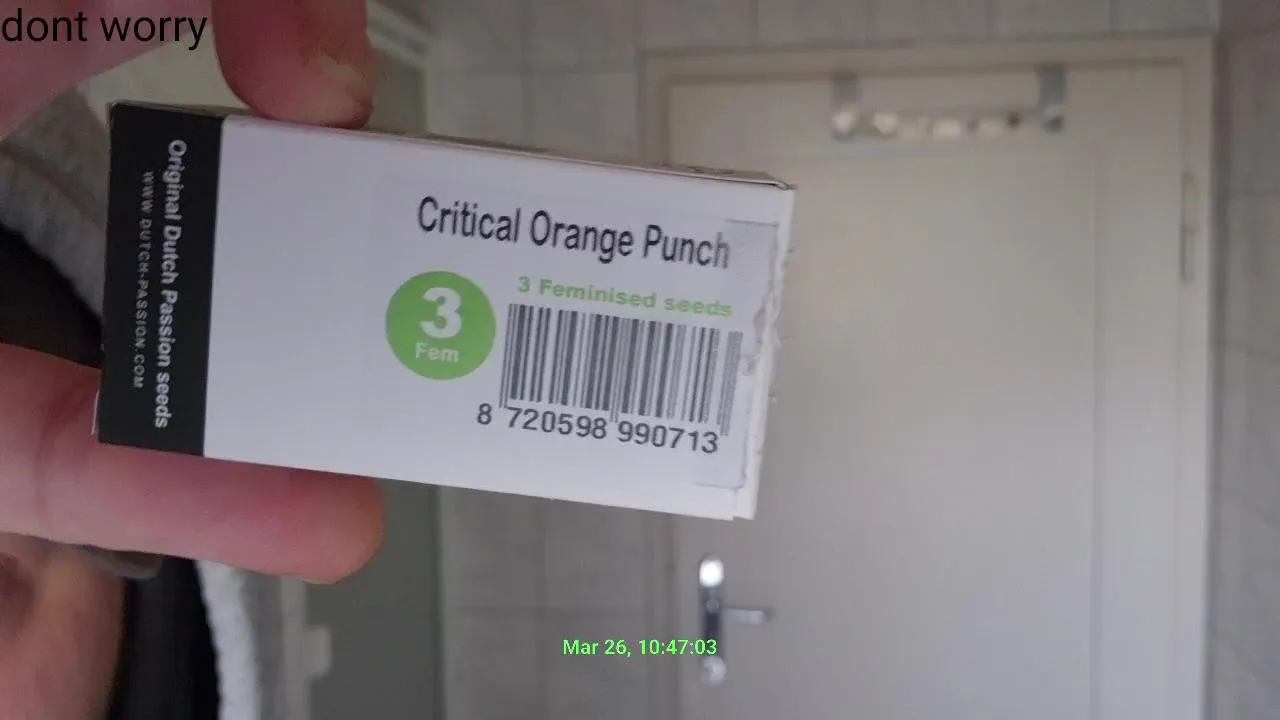 dont worry
Original Dutch Passion seeds
WWW.DUTCH-PASSION.COM
Critical Orange Punch
3 Feminised seeds
3
Fem
8 720598 990713
Mar 26, 10:47:03